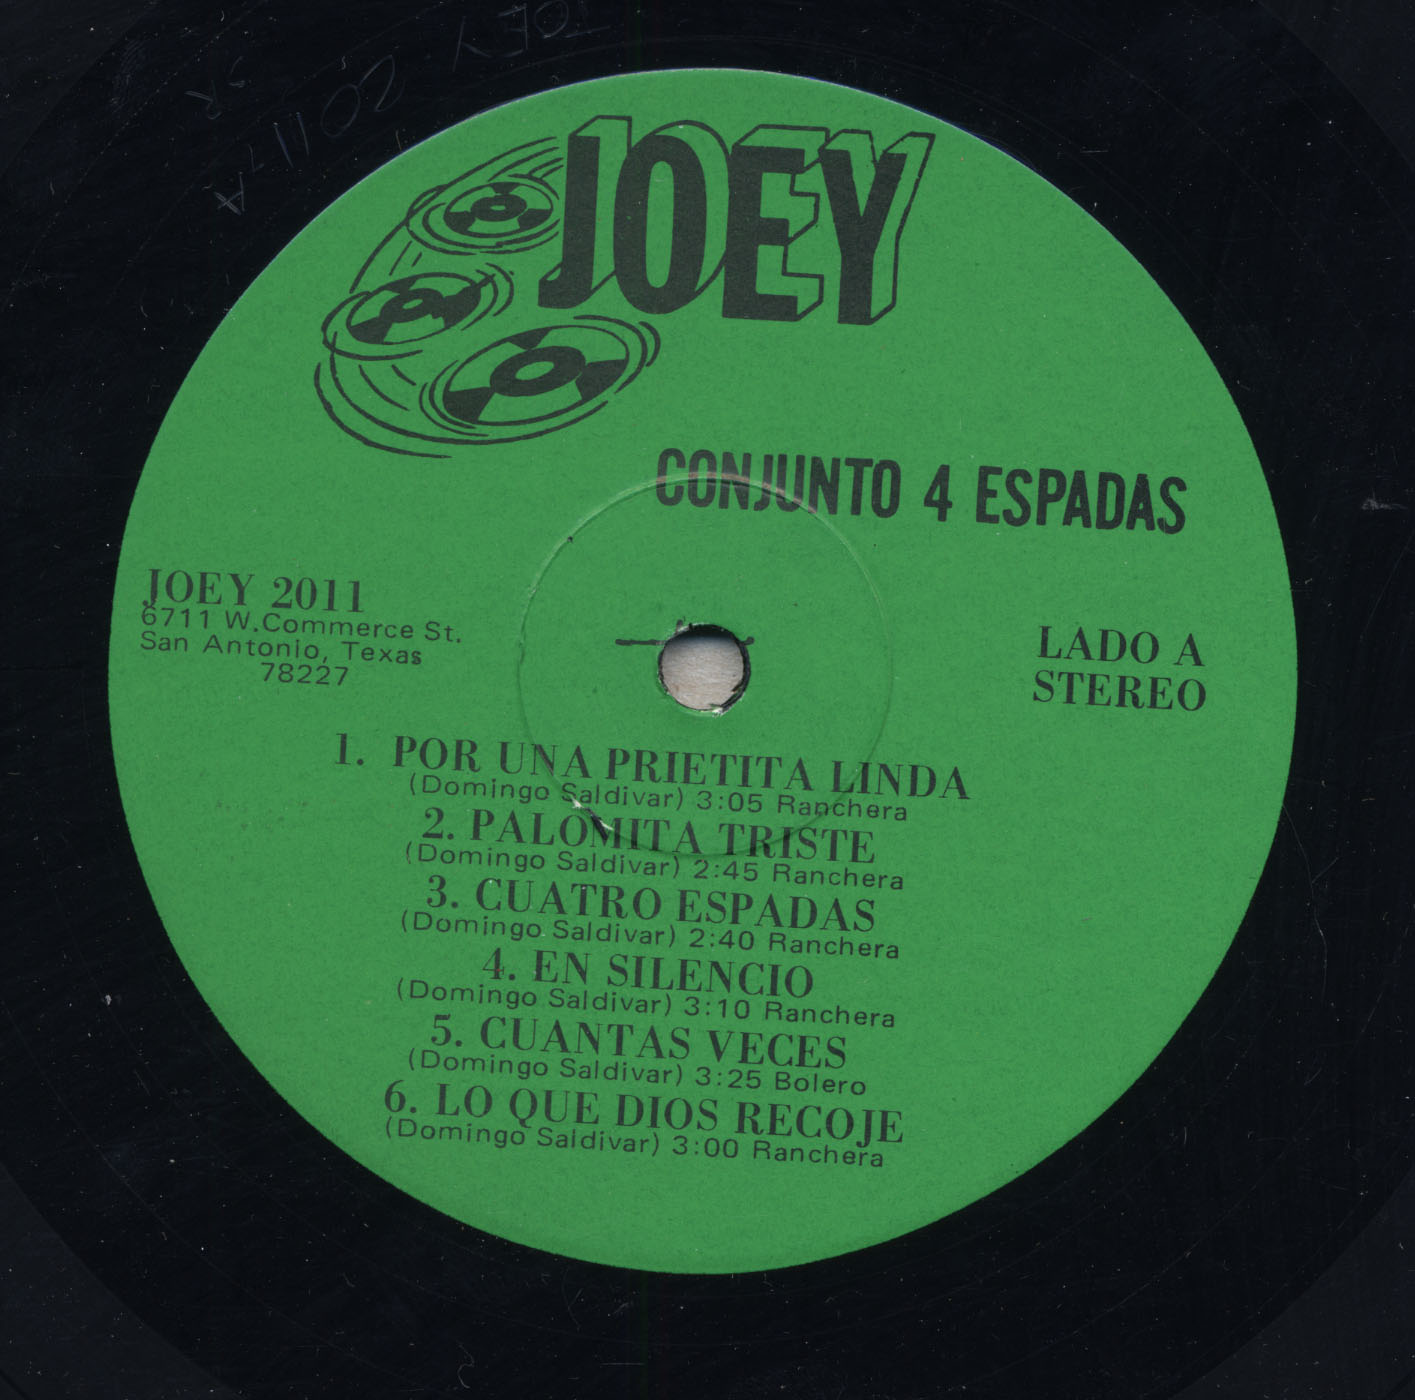 JOEY 2011-A
SR
JOEY
CONJUNTO 4 ESPADAS
JOEY 2011
6711 W.Commerce St.
San Antonio, Texas
78227
LADO A
STEREO
1. POR UNA PRIETITA LINDA
(Domingo Saldivar) 3:05 Ranchera
2. PALOMITA TRISTE
(Domingo Saldivar) 2:45 Ranchera
3. CUATRO ESPADAS
(Domingo Saldivar) 2:40 Ranchera
4. EN SILENCIO
(Domingo Saldivar) 3:10 Ranchera
5. CUANTAS VECES
(Domingo Saldivar) 3:25 Bolero
6. LO QUE DIOS RECOJE
(Domingo Saldivar) 3:00 Ranchera